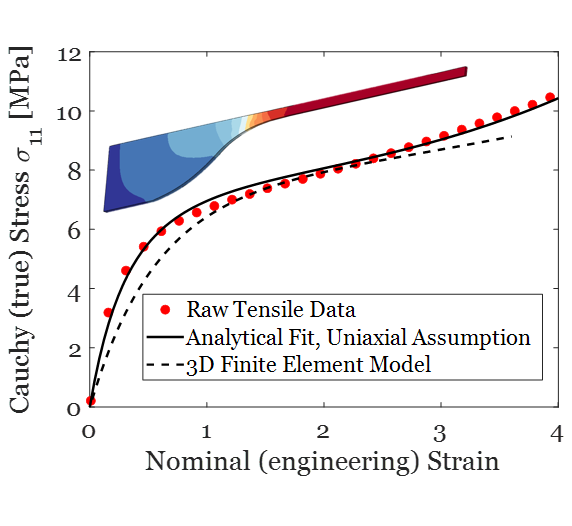 Cauchy (true) Stress σ11 [MPa]
12
10
8
6
4
2
0
Raw Tensile Data
Analytical Fit, Uniaxial Assumption
3D Finite Element Model
0 1 2 3 4
Nominal (engineering) Strain